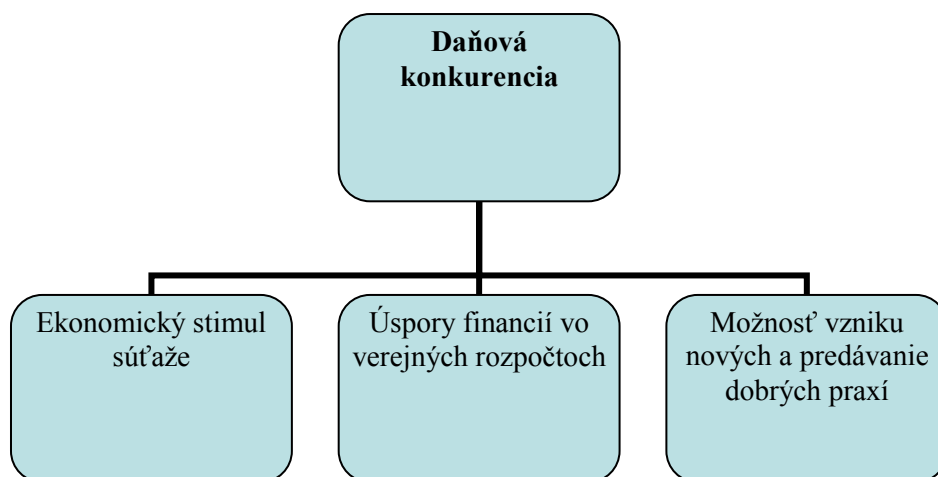 Daňová
konkurencia
Ekonomický stimul
súťaže
Úspory financií vo
verejných rozpočtoch
Možnosť vzniku
nových a predávanie
dobrých praxí